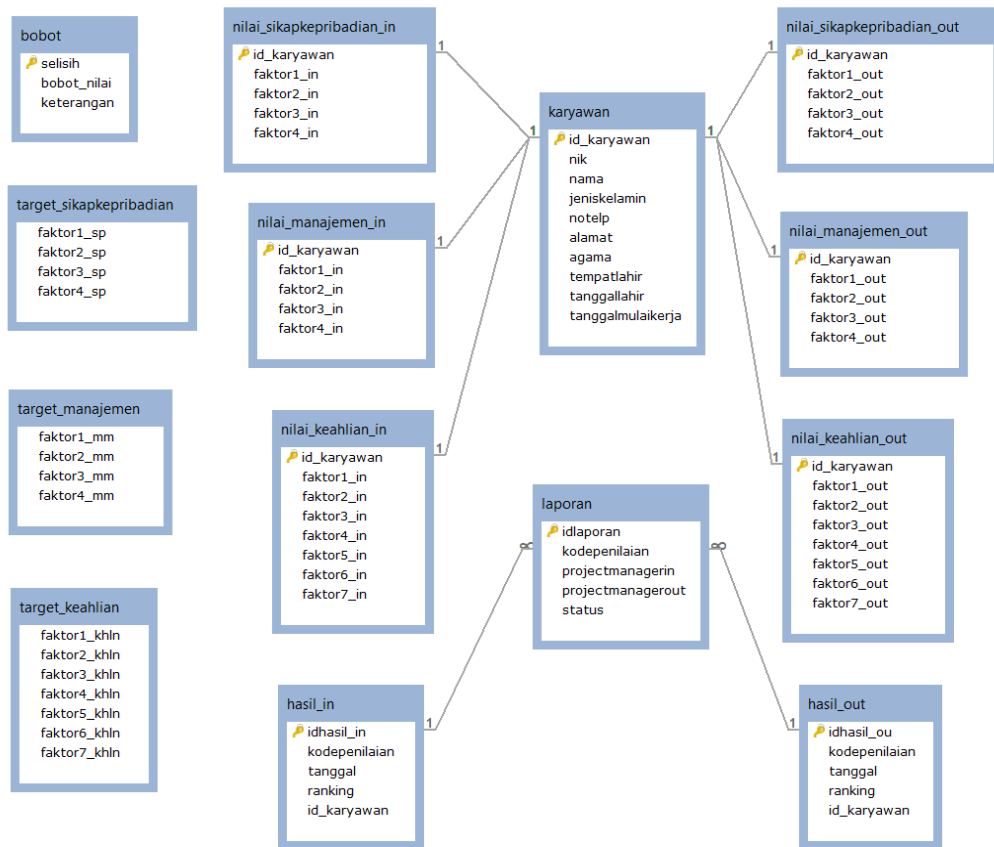 bobot
selisih
bobot_nilai
keterangan
target_sikapkepribadian
faktor1_sp
faktor2_sp
faktor3_sp
faktor4_sp
target_manajemen
faktor1_mm
faktor2_mm
faktor3_mm
faktor4_mm
target_keahlian
faktor1_khln
faktor2_khln
faktor3_khln
faktor4_khln
faktor5_khln
faktor6_khln
faktor7_khln
nilai_sikapkepribadian_in
id_karyawan
faktor1_in
faktor2_in
faktor3_in
faktor4_in
1
nilai_manajemen_in
id_karyawan
faktor1_in
faktor2_in
faktor3_in
faktor4_in
1
nilai_keahlian_in
id_karyawan
faktor1_in
faktor2_in
faktor3_in
faktor4_in
faktor5_in
faktor6_in
faktor7_in
1
hasil_in
idhasil_in
kodepenilaian
tanggal
ranking
id_karyawan
1
karyawan
1
id_karyawan
nik
nama
jeniskelamin
notelp
alamat
agama
tempatlahir
tanggallahir
tanggalmulaikerja
1
laporan
∞
idlaporan
kodepenilaian
projectmanagerin
projectmanagerout
status
∞
nilai_sikapkepribadian_out
1
id_karyawan
faktor1_out
faktor2_out
faktor3_out
faktor4_out
nilai_manajemen_out
1
id_karyawan
faktor1_out
faktor2_out
faktor3_out
faktor4_out
nilai_keahlian_out
1
id_karyawan
faktor1_out
faktor2_out
faktor3_out
faktor4_out
faktor5_out
faktor6_out
faktor7_out
hasil_out
1
idhasil_ou
kodepenilaian
tanggal
ranking
id_karyawan